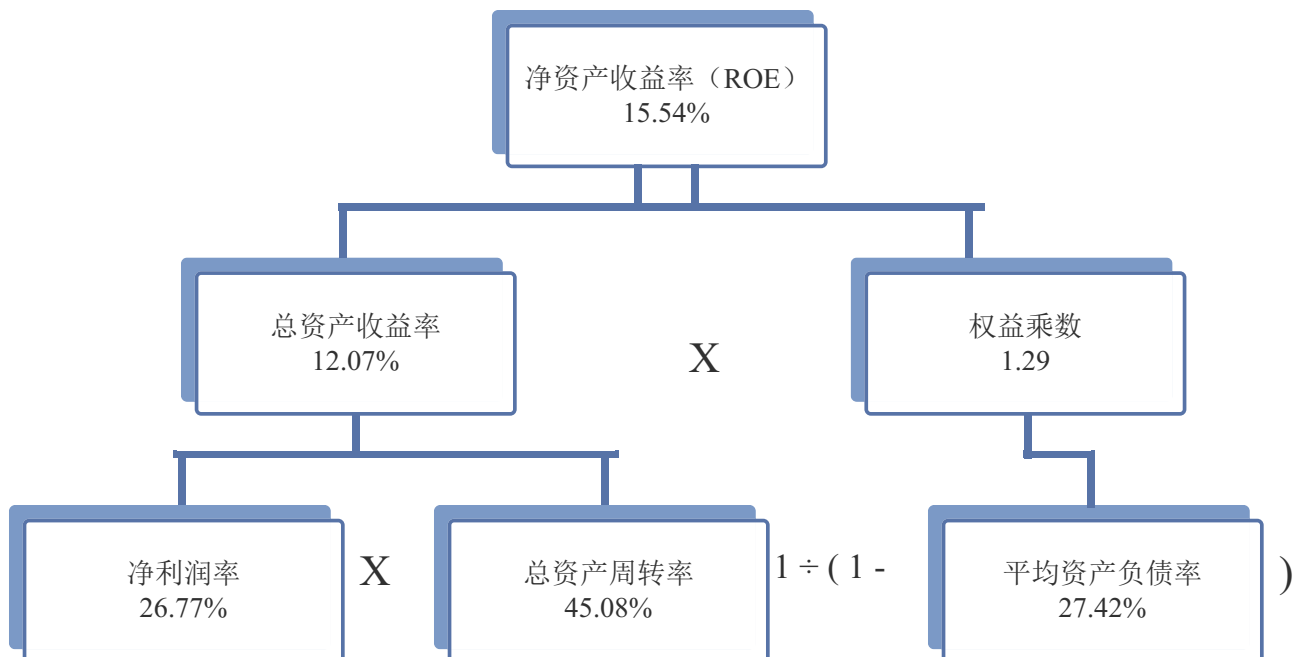 净资产收益率（ROE）
15.54%
总资产收益率
12.07%
X
权益乘数
1.29
净利润率
26.77%
X
总资产周转率
45.08%
1 ÷ ( 1 -
平均资产负债率
27.42%
)